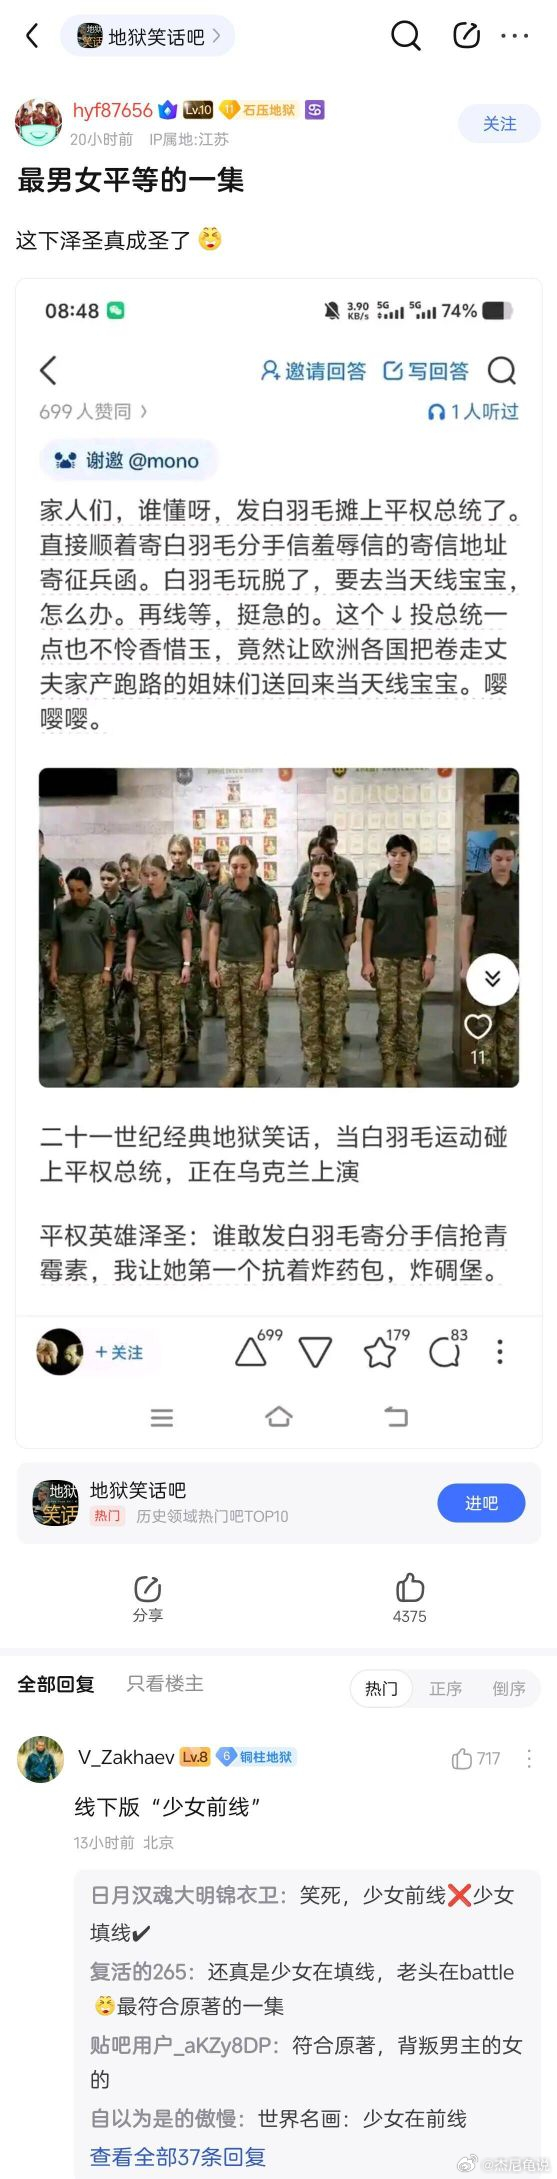 地狱笑话吧
hyf87656 Lv.10 11 石压地狱
20小时前 IP属地:江苏
关注
最男女平等的一集
这下泽圣真成圣了
08:48 3.90 KB/s 5G 5G 74%
邀请回答 写回答
699人赞同
1人听过
谢邀 @mono
家人们，谁懂呀，发白羽毛摊上平权总统了。
直接顺着寄白羽毛分手信羞辱信的寄信地址
寄征兵函。白羽毛玩脱了，要去当天线宝宝，
怎么办。再线等，挺急的。这个↓投总统一
点也不怜香惜玉，竟然让欧洲各国把卷走丈
夫家产跑路的姐妹们送回来当天线宝宝。嘤
嘤嘤。
11
二十一世纪经典地狱笑话，当白羽毛运动碰
上平权总统，正在乌克兰上演
平权英雄泽圣：谁敢发白羽毛寄分手信抢青
霉素，我让她第一个抗着炸药包，炸碉堡。
+关注
699
179
83
地狱笑话
地狱笑话吧
热门 历史领域热门吧TOP10
进吧
分享
4375
全部回复 只看楼主
热门 正序 倒序
V_Zakhaev Lv.8 6 铜柱地狱
717
线下版“少女前线”
13小时前 北京
日月汉魂大明锦衣卫：笑死，少女前线❌少女
填线✔
复活的265：还真是少女在填线，老头在battle
最符合原著的一集
贴吧用户_aKZy8DP：符合原著，背叛男主的女
的
自以为是的傲慢：世界名画：少女在前线
查看全部37条回复
@杰尼龟说